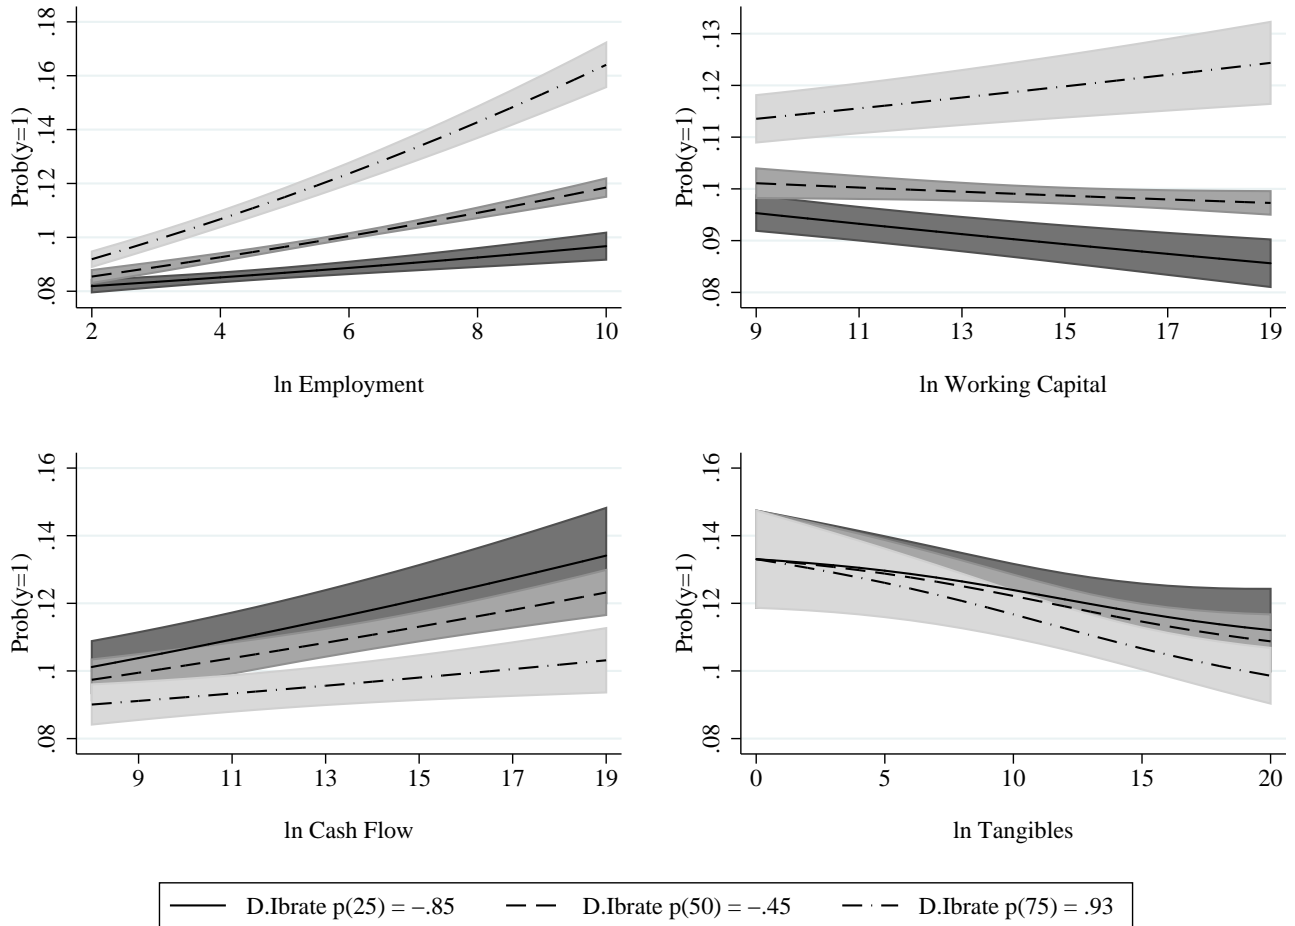 .18
.16
.14
.12
.1
.08
Prob(y=1)
2 4 6 8 10
ln Employment
.13
.12
.11
.1
.09
.08
Prob(y=1)
9 11 13 15 17 19
ln Working Capital
.16
.14
.12
.1
.08
Prob(y=1)
9 11 13 15 17 19
ln Cash Flow
.16
.14
.12
.1
.08
Prob(y=1)
0 5 10 15 20
ln Tangibles
D.Ibrate p(25) = −.85 D.Ibrate p(50) = −.45 D.Ibrate p(75) = .93